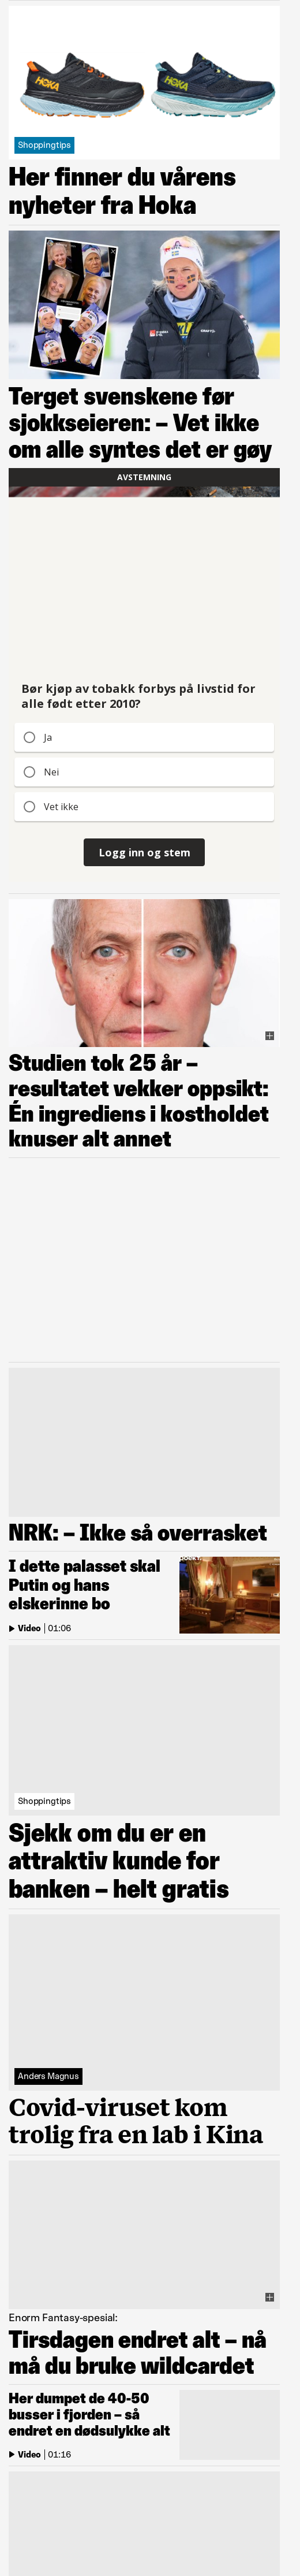 HOKA
HOKA
Shoppingtips
Her finner du vårens
nyheter fra Hoka
Terget svenskene før
sjokkseieren: – Vet ikke
om alle syntes det er gøy
AVSTEMNING
Bør kjøp av tobakk forbys på livstid for
alle født etter 2010?
Ja
Nei
Vet ikke
Logg inn og stem
Studien tok 25 år –
resultatet vekker oppsikt:
Én ingrediens i kostholdet
knuser alt annet
NRK: – Ikke så overrasket
I dette palasset skal
Putin og hans
elskerinne bo
Video | 01:06
Shoppingtips
Sjekk om du er en
attraktiv kunde for
banken – helt gratis
Anders Magnus
Covid-viruset kom
trolig fra en lab i Kina
Enorm Fantasy-spesial:
Tirsdagen endret alt – nå
må du bruke wildcardet
Her dumpet de 40-50
busser i fjorden – så
endret en dødsulykke alt
Video | 01:16